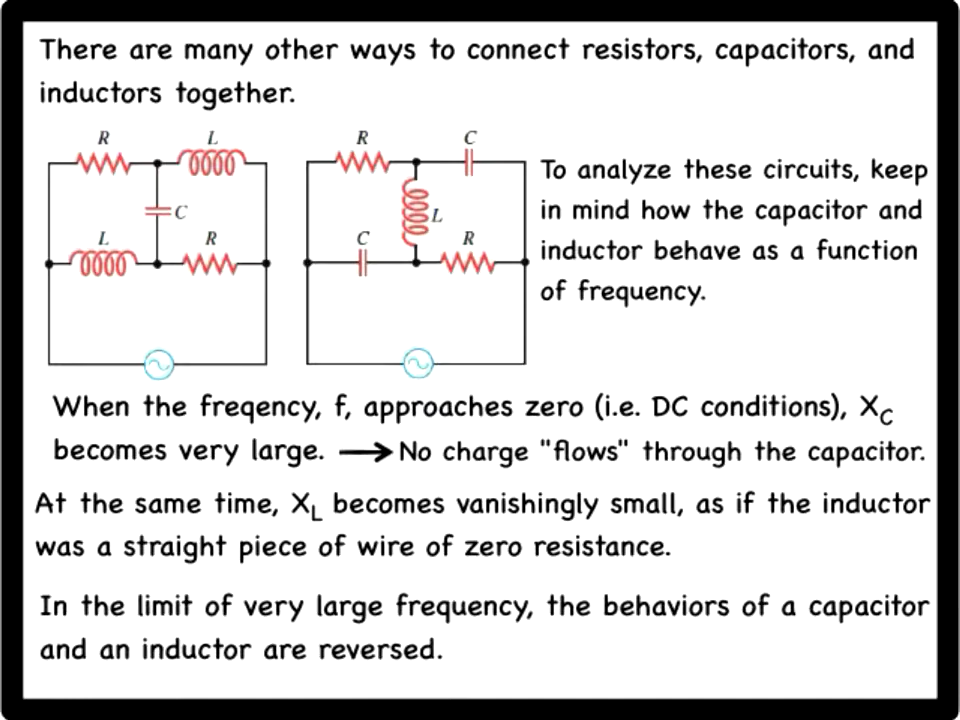 There are many other ways to connect resistors, capacitors, and
inductors together.
R
L
C
L
R
R
C
L
C
R
To analyze these circuits, keep
in mind how the capacitor and
inductor behave as a function
of frequency.
When the freqency, f, approaches zero (i.e. DC conditions), X_C
becomes very large. → No charge "flows" through the capacitor.
At the same time, X_L becomes vanishingly small, as if the inductor
was a straight piece of wire of zero resistance.
In the limit of very large frequency, the behaviors of a capacitor
and an inductor are reversed.